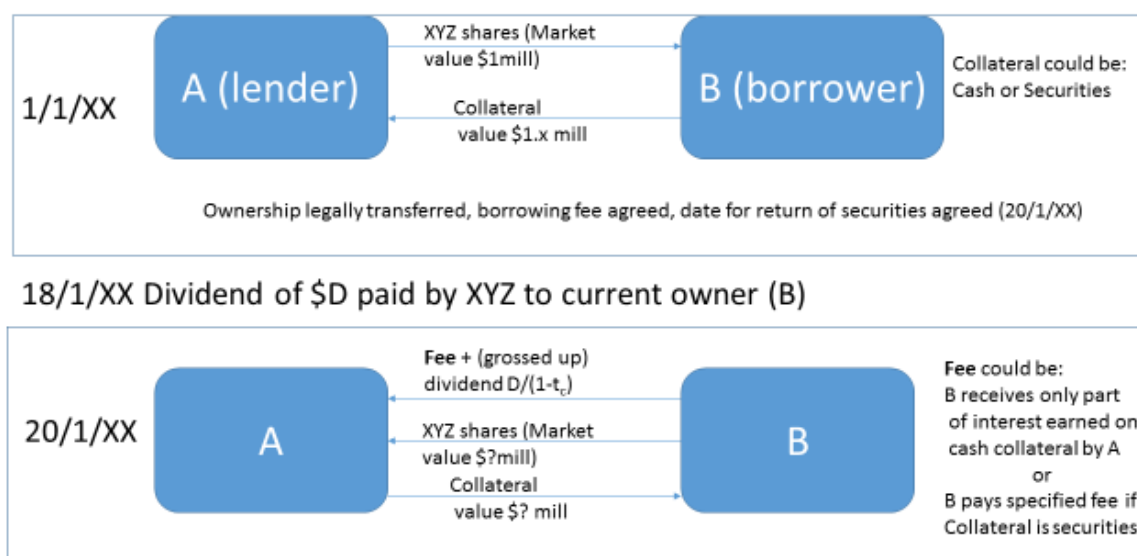 XYZ shares (Market
value $1mill)
A (lender)
B (borrower)
Collateral could be:
Cash or Securities
1/1/XX
Collateral
value $1.x mill
Ownership legally transferred, borrowing fee agreed, date for return of securities agreed (20/1/XX)
18/1/XX Dividend of $D paid by XYZ to current owner (B)
Fee + (grossed up)
dividend D/(1-tc)
Fee could be:
B receives only part
of interest earned on
cash collateral by A
or
B pays specified fee if
Collateral is securities
20/1/XX
A
XYZ shares (Market
value $?mill)
B
Collateral
value $? mill